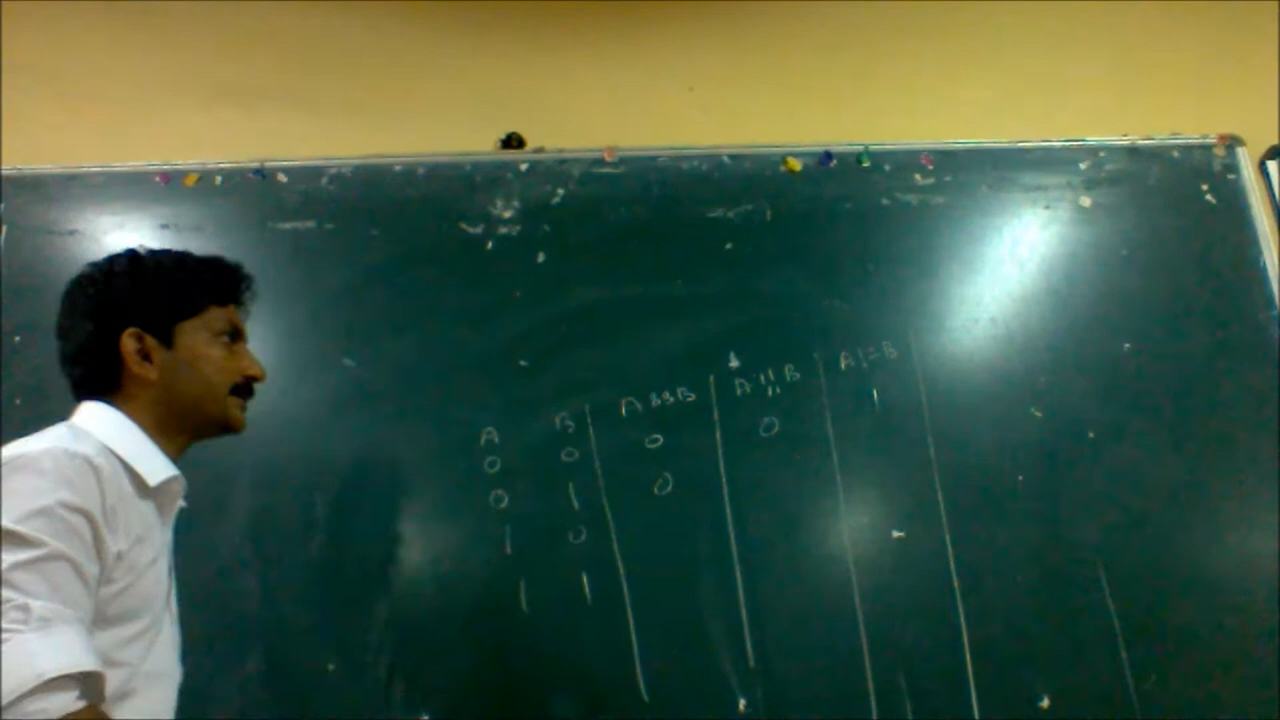 A B A && B A || B A != B
0 0 0 0 1
0 1 0
1 0
1 1